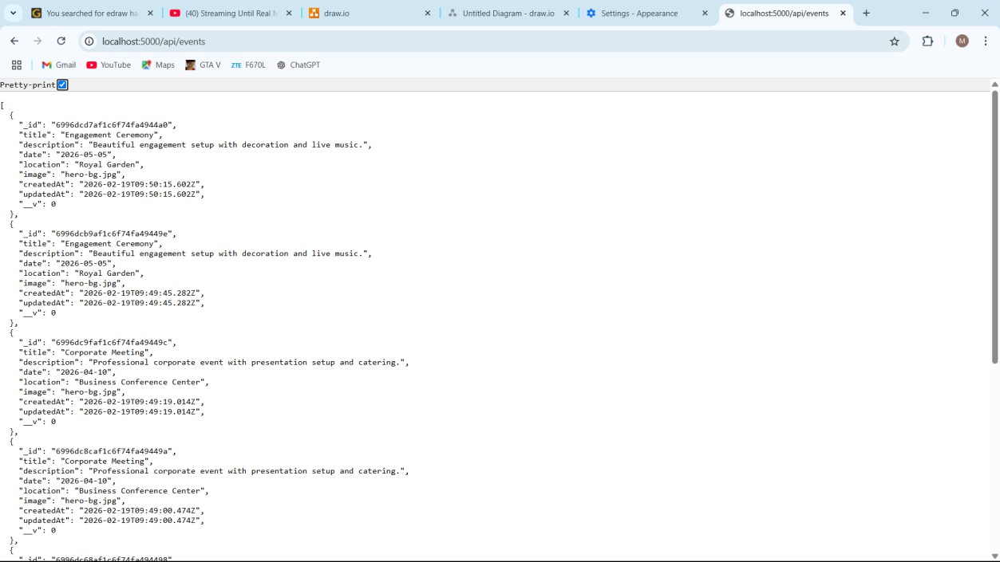 You searched for edraw ha
(40) Streaming Until Real M
draw.io
Untitled Diagram - draw.io
Settings - Appearance
localhost:5000/api/events
localhost:5000/api/events
M
Gmail
YouTube
Maps
GTA V
ZTE F670L
ChatGPT
Pretty-print
[
  {
    "_id": "6996dcd7af1c6f74fa4944a0",
    "title": "Engagement Ceremony",
    "description": "Beautiful engagement setup with decoration and live music.",
    "date": "2026-05-05",
    "location": "Royal Garden",
    "image": "hero-bg.jpg",
    "createdAt": "2026-02-19T09:50:15.602Z",
    "updatedAt": "2026-02-19T09:50:15.602Z",
    "__v": 0
  },
  {
    "_id": "6996dcb9af1c6f74fa49449e",
    "title": "Engagement Ceremony",
    "description": "Beautiful engagement setup with decoration and live music.",
    "date": "2026-05-05",
    "location": "Royal Garden",
    "image": "hero-bg.jpg",
    "createdAt": "2026-02-19T09:49:45.282Z",
    "updatedAt": "2026-02-19T09:49:45.282Z",
    "__v": 0
  },
  {
    "_id": "6996dc9faf1c6f74fa49449c",
    "title": "Corporate Meeting",
    "description": "Professional corporate event with presentation setup and catering.",
    "date": "2026-04-10",
    "location": "Business Conference Center",
    "image": "hero-bg.jpg",
    "createdAt": "2026-02-19T09:49:19.014Z",
    "updatedAt": "2026-02-19T09:49:19.014Z",
    "__v": 0
  },
  {
    "_id": "6996dc8caf1c6f74fa49449a",
    "title": "Corporate Meeting",
    "description": "Professional corporate event with presentation setup and catering.",
    "date": "2026-04-10",
    "location": "Business Conference Center",
    "image": "hero-bg.jpg",
    "createdAt": "2026-02-19T09:49:00.474Z",
    "updatedAt": "2026-02-19T09:49:00.474Z",
    "__v": 0
  },
  {
    "_id": "6996dc68af1c6f74fa494498"